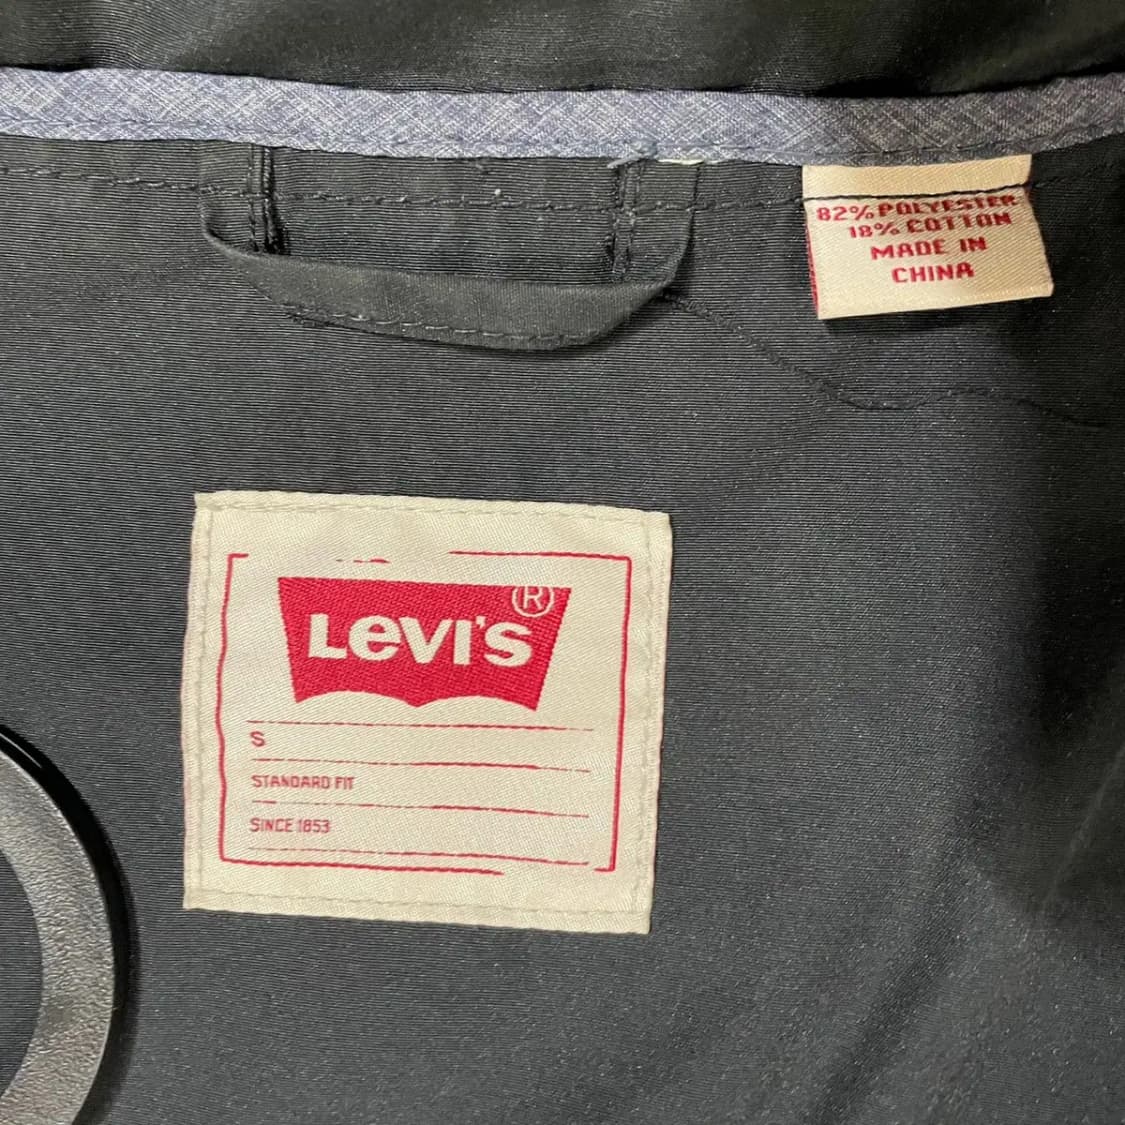 82% POLYESTER
18% COTTON
MADE IN
CHINA
LEVI'S®
S
STANDARD FIT
SINCE 1853